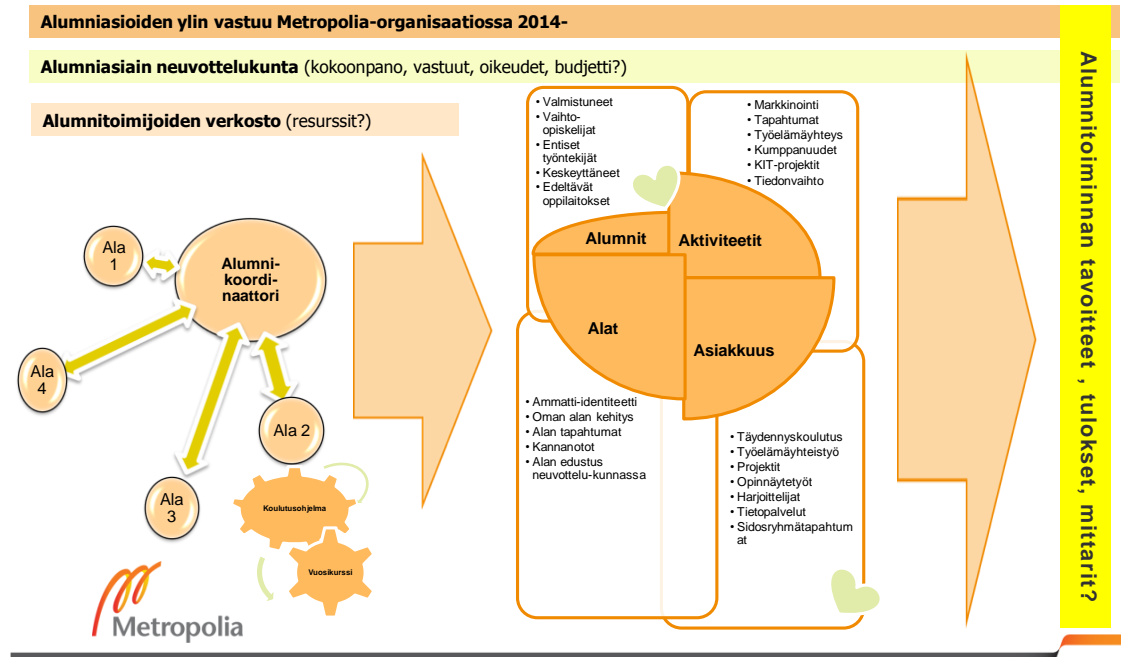 Alumniasioiden ylin vastuu Metropolia-organisaatiossa 2014-
Alumniasiain neuvottelukunta (kokoonpano, vastuut, oikeudet, budjetti?)
Alumnitoimijoiden verkosto (resurssit?)
Ala
1
Alumni-
koordi-
naattori
Ala
4
Ala 2
Ala
3
Koulutusohjelma
Vuosikurssi
Metropolia
• Valmistuneet
• Vaihto-
opiskelijat
• Entiset
työntekijät
• Keskeyttäneet
• Edeltävät
oppilaitokset
• Markkinointi
• Tapahtumat
• Työelämäyhteys
• Kumppanuudet
• KIT-projektit
• Tiedonvaihto
Alumnit
Aktiviteetit
Alat
Asiakkuus
• Ammatti-identiteetti
• Oman alan kehitys
• Alan tapahtumat
• Kannanotot
• Alan edustus
neuvottelu-kunnassa
• Täydennyskoulutus
• Työelämäyhteistyö
• Projektit
• Opinnäytetyöt
• Harjoittelijat
• Tietopalvelut
• Sidosryhmätapahtum
at
Alumnitoiminnan tavoitteet , tulokset, mittarit?